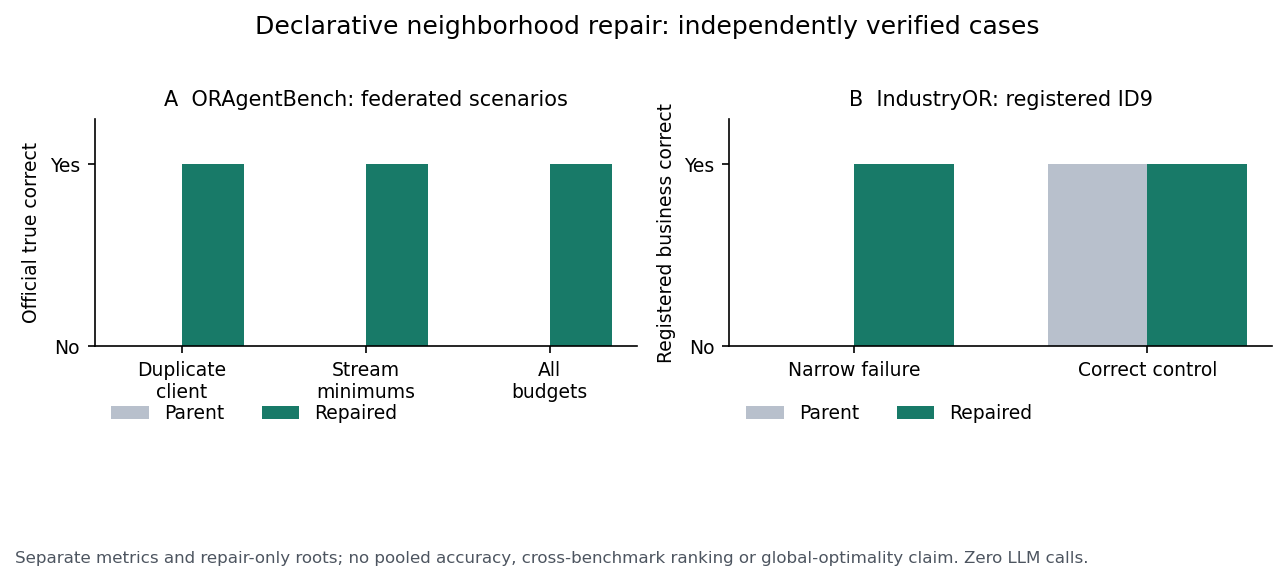 Declarative neighborhood repair: independently verified cases
A  ORAgentBench: federated scenarios
Official true correct
Yes
No
Duplicate
client
Stream
minimums
All
budgets
Parent
Repaired
B  IndustryOR: registered ID9
Registered business correct
Yes
No
Narrow failure
Correct control
Parent
Repaired
Separate metrics and repair-only roots; no pooled accuracy, cross-benchmark ranking or global-optimality claim. Zero LLM calls.